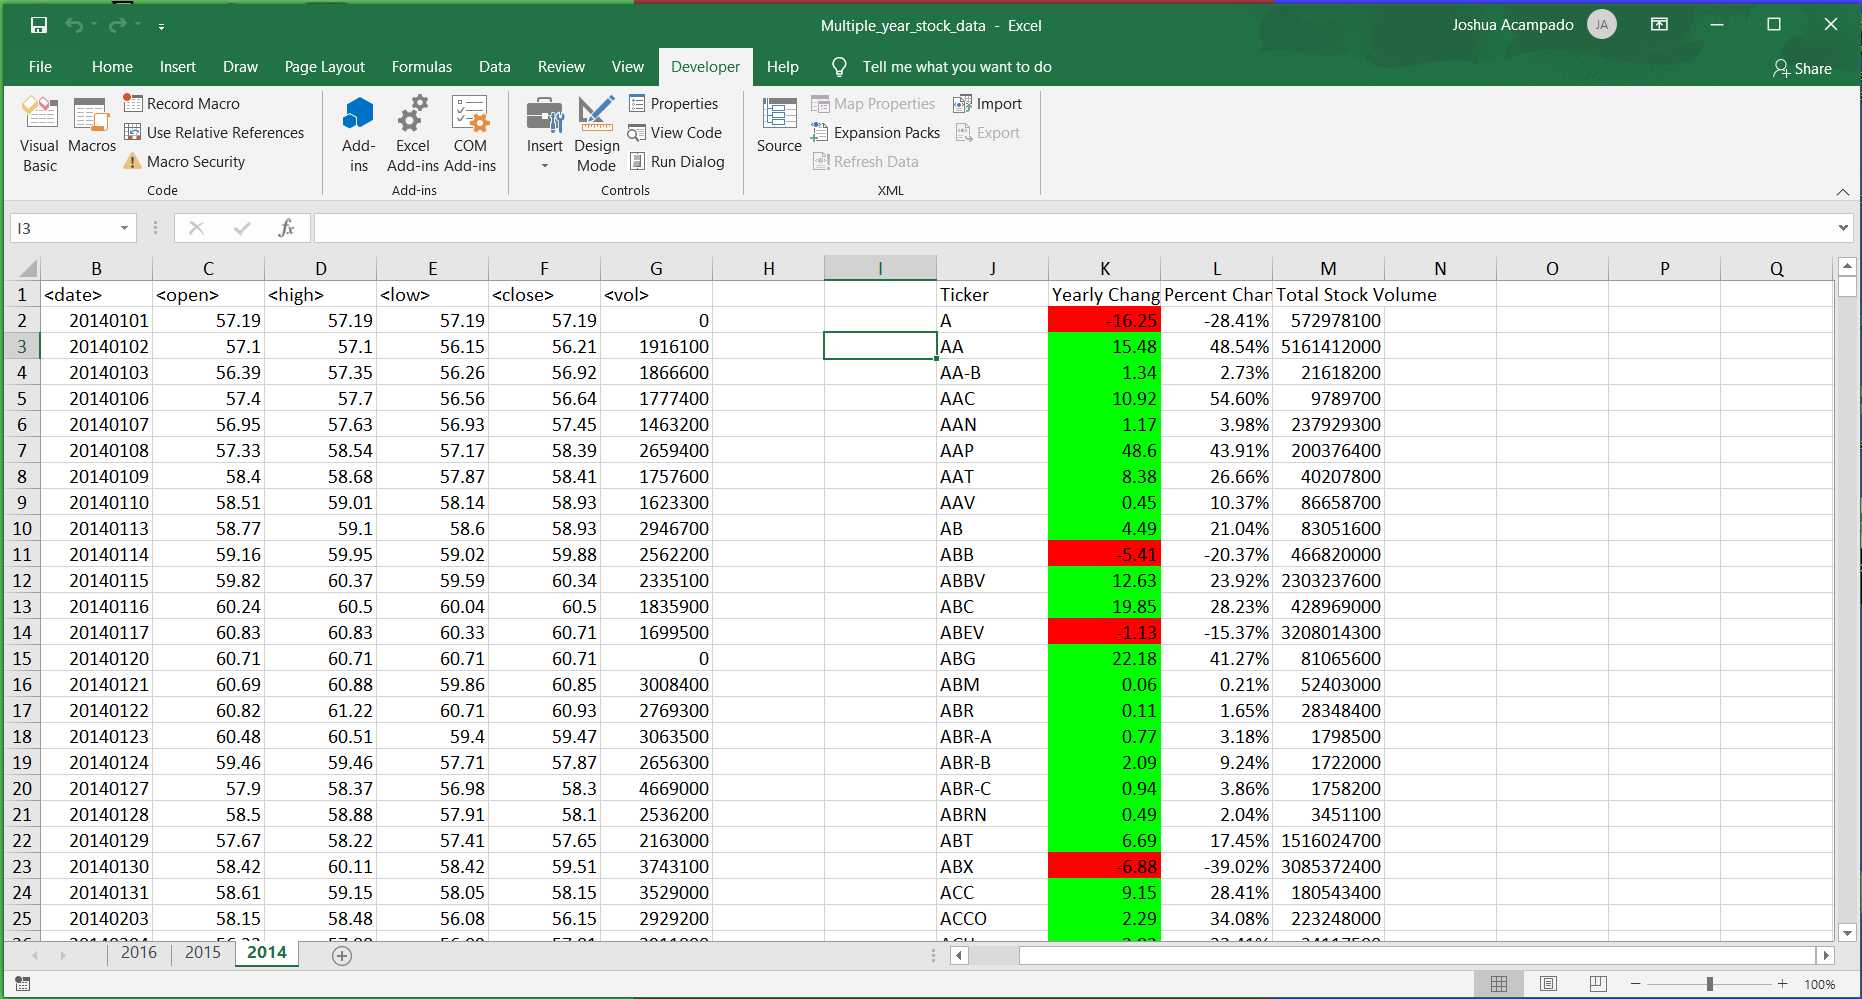 Multiple_year_stock_data - Excel
Joshua Acampado JA
File Home Insert Draw Page Layout Formulas Data Review View Developer Help Tell me what you want to do Share
Visual Basic
Macros
Record Macro
Use Relative References
Macro Security
Code
Add-ins
Excel Add-ins
COM Add-ins
Add-ins
Insert
Design Mode
Properties
View Code
Run Dialog
Controls
Source
Map Properties
Expansion Packs
Refresh Data
Import
Export
XML
I3 fx
B C D E F G H I J K L M N O P Q
1 <date> <open> <high> <low> <close> <vol> Ticker Yearly Chang Percent Chan Total Stock Volume
2 20140101 57.19 57.19 57.19 57.19 0 A -16.25 -28.41% 572978100
3 20140102 57.1 57.1 56.15 56.21 1916100 AA 15.48 48.54% 5161412000
4 20140103 56.39 57.35 56.26 56.92 1866600 AA-B 1.34 2.73% 21618200
5 20140106 57.4 57.7 56.56 56.64 1777400 AAC 10.92 54.60% 9789700
6 20140107 56.95 57.63 56.93 57.45 1463200 AAN 1.17 3.98% 237929300
7 20140108 57.33 58.54 57.17 58.39 2659400 AAP 48.6 43.91% 200376400
8 20140109 58.4 58.68 57.87 58.41 1757600 AAT 8.38 26.66% 40207800
9 20140110 58.51 59.01 58.14 58.93 1623300 AAV 0.45 10.37% 86658700
10 20140113 58.77 59.1 58.6 58.93 2946700 AB 4.49 21.04% 83051600
11 20140114 59.16 59.95 59.02 59.88 2562200 ABB -5.41 -20.37% 466820000
12 20140115 59.82 60.37 59.59 60.34 2335100 ABBV 12.63 23.92% 2303237600
13 20140116 60.24 60.5 60.04 60.5 1835900 ABC 19.85 28.23% 428969000
14 20140117 60.83 60.83 60.33 60.71 1699500 ABEV -1.13 -15.37% 3208014300
15 20140120 60.71 60.71 60.71 60.71 0 ABG 22.18 41.27% 81065600
16 20140121 60.69 60.88 59.86 60.85 3008400 ABM 0.06 0.21% 52403000
17 20140122 60.82 61.22 60.71 60.93 2769300 ABR 0.11 1.65% 28348400
18 20140123 60.48 60.51 59.4 59.47 3063500 ABR-A 0.77 3.18% 1798500
19 20140124 59.46 59.46 57.71 57.87 2656300 ABR-B 2.09 9.24% 1722000
20 20140127 57.9 58.37 56.98 58.3 4669000 ABR-C 0.94 3.86% 1758200
21 20140128 58.5 58.88 57.91 58.1 2536200 ABRN 0.49 2.04% 3451100
22 20140129 57.67 58.22 57.41 57.65 2163000 ABT 6.69 17.45% 1516024700
23 20140130 58.42 60.11 58.42 59.51 3743100 ABX -6.88 -39.02% 3085372400
24 20140131 58.61 59.15 58.05 58.15 3529000 ACC 9.15 28.41% 180543400
25 20140203 58.15 58.48 56.08 56.15 2929200 ACCO 2.29 34.08% 223248000
2016 2015 2014
100%